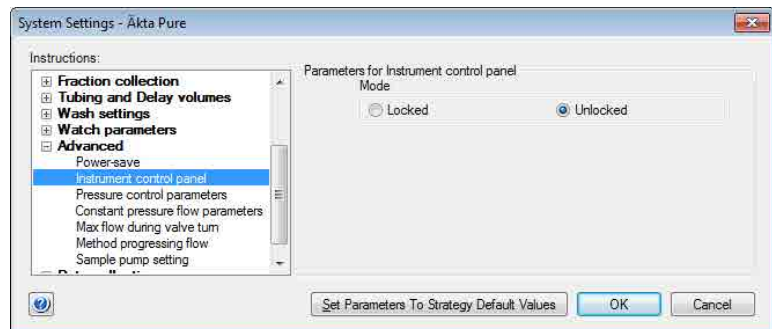 System Settings - Äkta Pure
Instructions:
Fraction collection
Tubing and Delay volumes
Wash settings
Watch parameters
Advanced
Power-save
Instrument control panel
Pressure control parameters
Constant pressure flow parameters
Max flow during valve turn
Method progressing flow
Sample pump setting
Parameters for Instrument control panel
Mode
Locked Unlocked
Set Parameters To Strategy Default Values OK Cancel